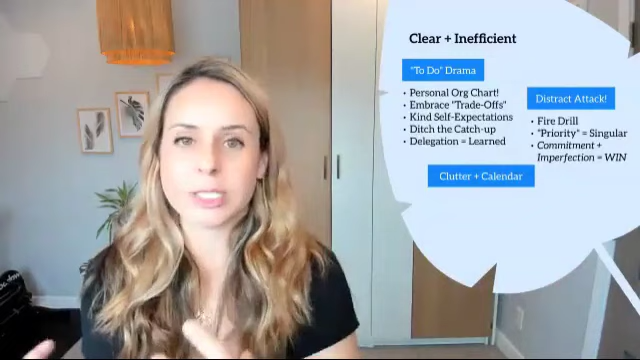 Clear + Inefficient
"To Do" Drama
• Personal Org Chart!
• Embrace "Trade-Offs"
• Kind Self-Expectations
• Ditch the Catch-up
• Delegation = Learned
Distract Attack!
• Fire Drill
• "Priority" = Singular
• Commitment +
Imperfection = WIN
Clutter + Calendar